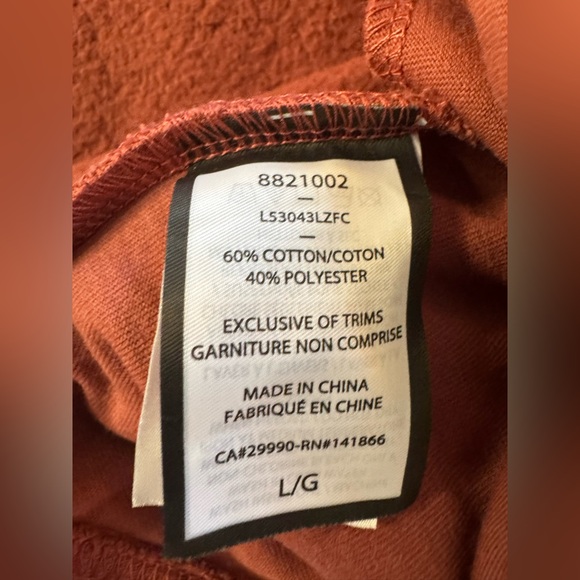 8821002
—
L53043LZFC
—
60% COTTON/COTON
40% POLYESTER
EXCLUSIVE OF TRIMS
GARNITURE NON COMPRISE
MADE IN CHINA
FABRIQUÉ EN CHINE
CA#29990-RN#141866
L/G